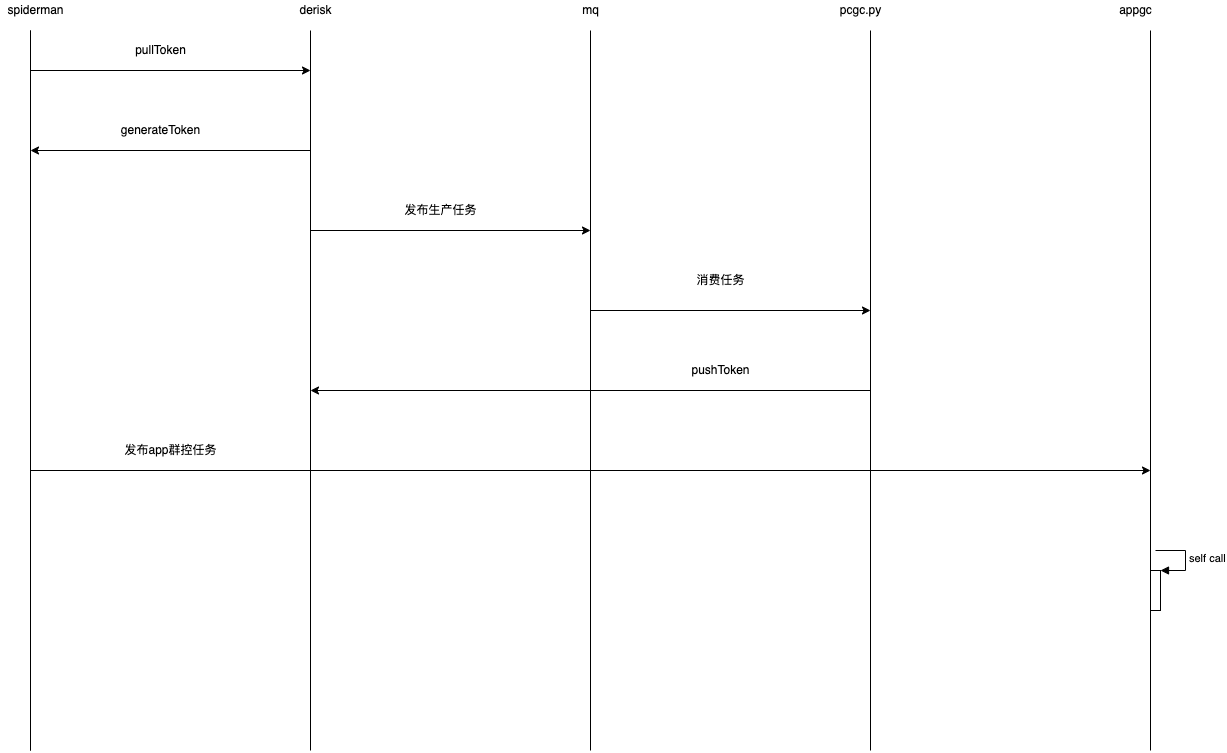 spiderman
derisk
mq
pcgc.py
appgc
pullToken
generateToken
发布生产任务
消费任务
pushToken
发布app群控任务
self call